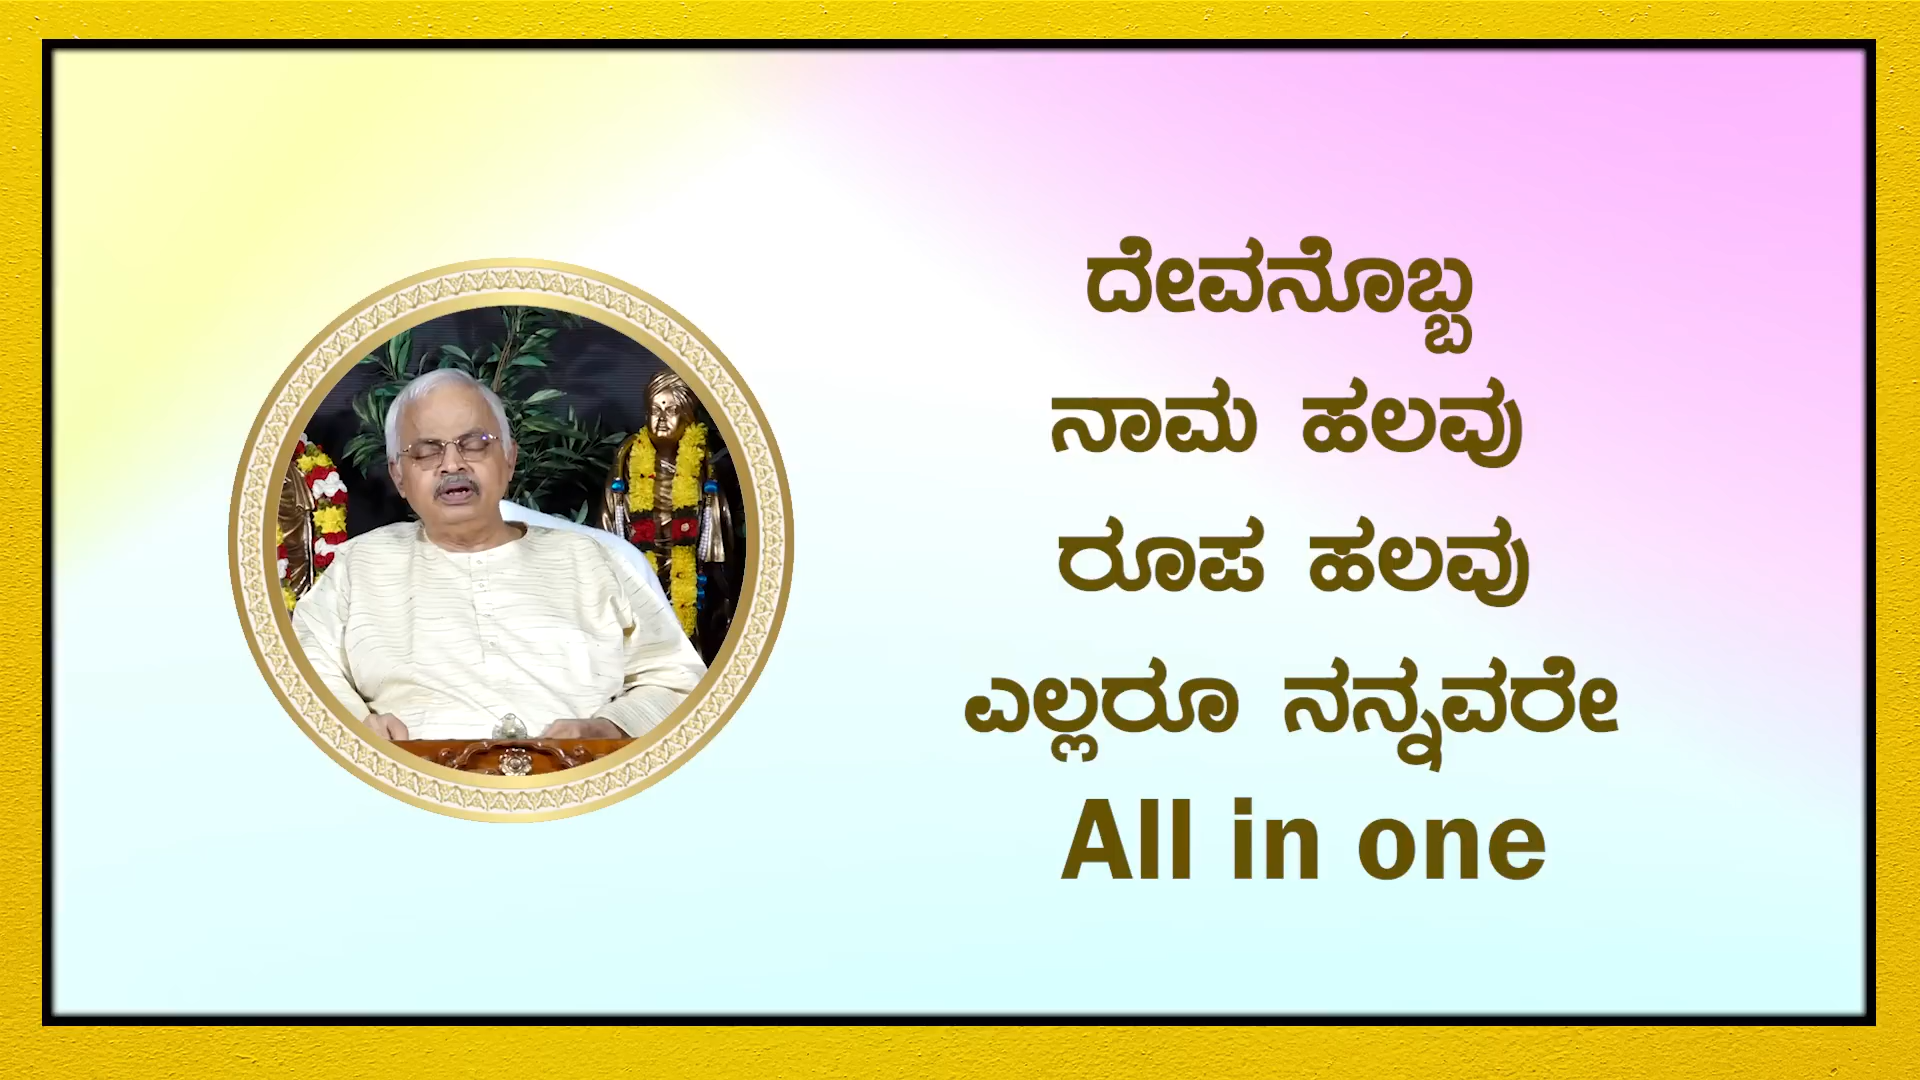 ದೇವನೊಬ್ಬ
ನಾಮ ಹಲವು
ರೂಪ ಹಲವು
ಎಲ್ಲರೂ ನನ್ನವರೇ
All in one